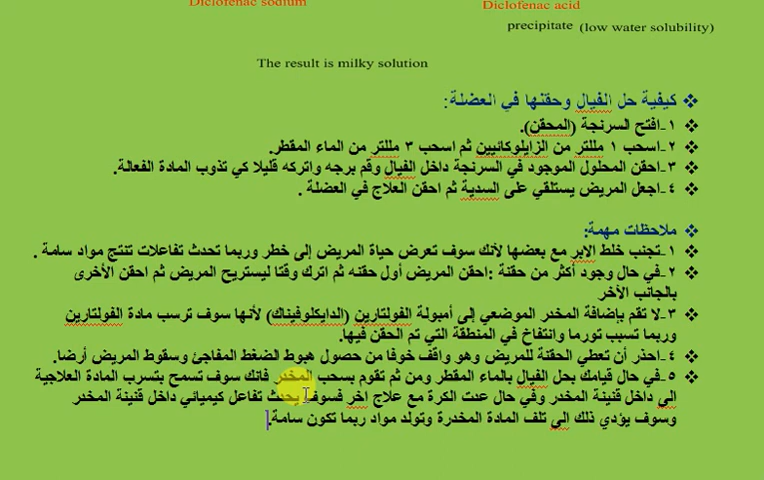 Diclofenac sodium
Diclofenac acid
precipitate (low water solubility)
The result is milky solution
❖ كيفية حل الفيال وحقنها في العضلة:
❖ ١-افتح السرنجة (المحقن).
❖ ٢-اسحب ١ مللتر من الزايلوكائيين ثم اسحب ٣ مللتر من الماء المقطر.
❖ ٣-احقن المحلول الموجود في السرنجة داخل الفيال وقم برجه واتركه قليلا كي تذوب المادة الفعالة.
❖ ٤-اجعل المريض يستلقي على السدية ثم احقن العلاج في العضلة .
❖ ملاحظات مهمة:
❖ ١-تجنب خلط الابر مع بعضها لأنك سوف تعرض حياة المريض إلى خطر وربما تحدث تفاعلات تنتج مواد سامة .
❖ ٢-في حال وجود أكثر من حقنة :احقن المريض أول حقنه ثم اترك وقتا ليستريح المريض ثم احقن الأخرى
بالجانب الآخر
❖ ٣-لا تقم بإضافة المخدر الموضعي إلى أمبولة الفولتارين (الدايكلوفيناك) لأنها سوف ترسب مادة الفولتارين
وربما تسبب تورما وانتفاخ في المنطقة التي تم الحقن فيها.
❖ ٤-احذر أن تعطي الحقنة للمريض وهو واقف خوفا من حصول هبوط الضغط المفاجئ وسقوط المريض أرضا.
❖ ٥-في حال قيامك بحل الفيال بالماء المقطر ومن ثم تقوم بسحب المخدر فانك سوف تسمح بتسرب المادة العلاجية
الى داخل قنينة المخدر وفي حال عدت الكرة مع علاج اخر فسوف يحدث تفاعل كيميائي داخل قنينة المخدر
وسوف يؤدي ذلك الى تلف المادة المخدرة وتولد مواد ربما تكون سامة.